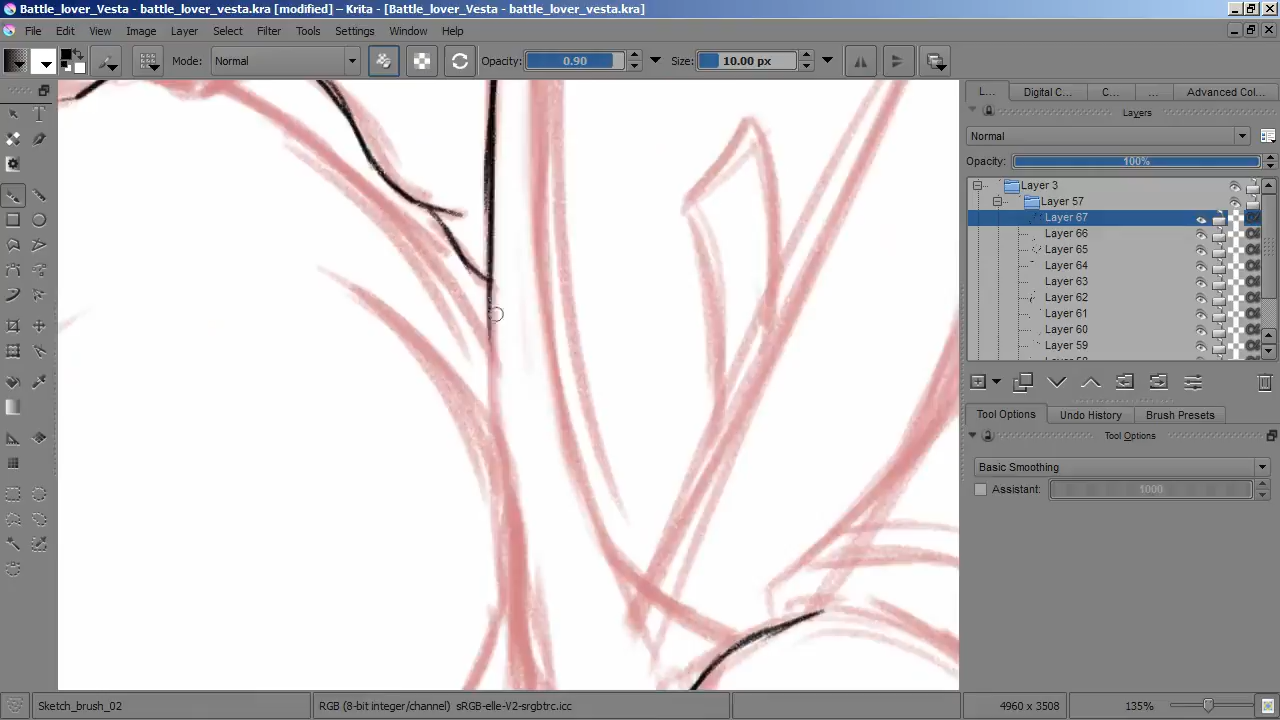 Battle_lover_Vesta - battle_lover_vesta.kra [modified] - Krita - [Battle_Lover_Vesta - battle_lover_vesta.kra]
File Edit View Image Layer Select Filter Tools Settings Window Help
Mode: Normal Opacity: 0.90 Size: 10.00 px
L... Digital C... C... ... Advanced Col...
Layers
Normal
Opacity: 100%
Layer 3
Layer 57
Layer 67
Layer 66
Layer 65
Layer 64
Layer 63
Layer 62
Layer 61
Layer 60
Layer 59
Tool Options Undo History Brush Presets
Tool Options
Basic Smoothing
Assistant: 1000
Sketch_brush_02 RGB (8-bit integer/channel) sRGB-elle-V2-srgbtrc.icc 4960 x 3508 135%